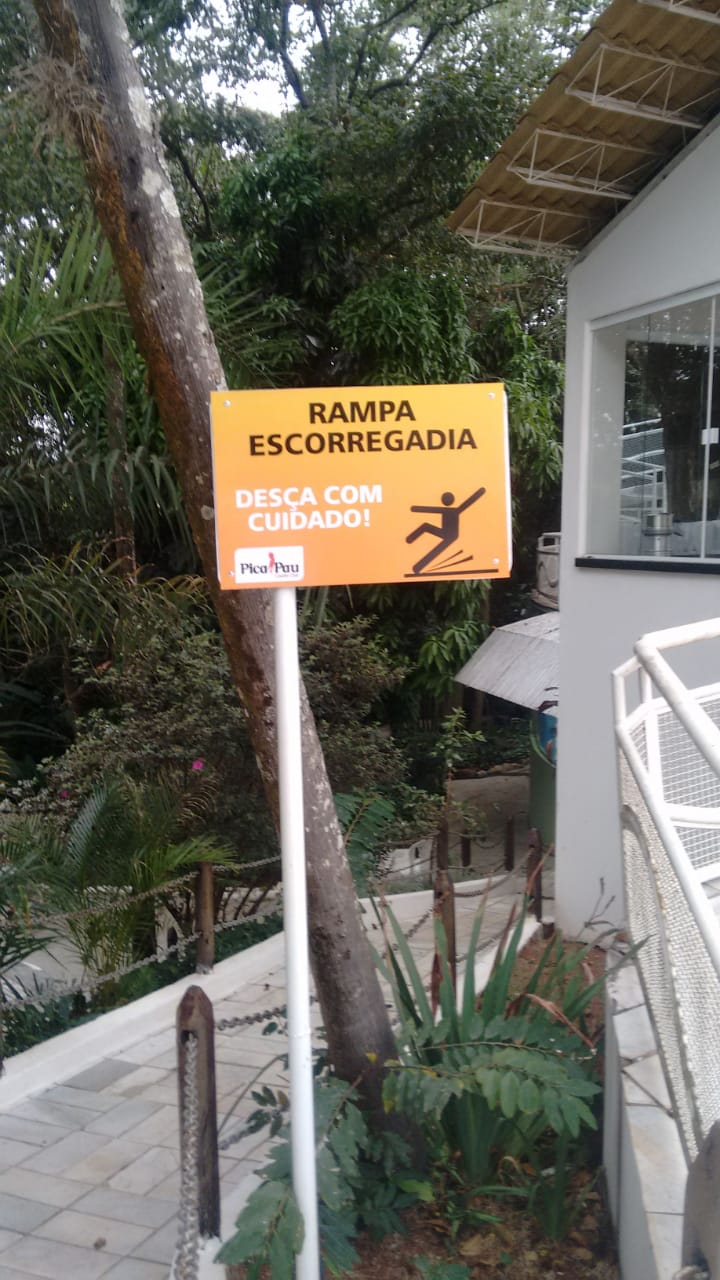 RAMPA
ESCORREGADIA
DESÇA COM
CUIDADO!
Pica Pau